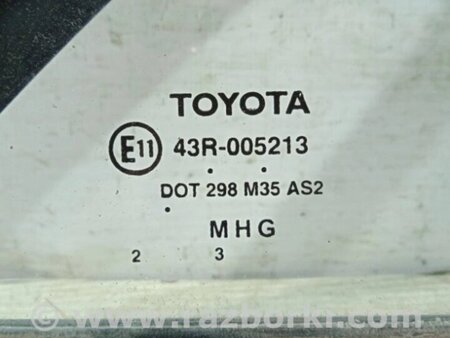 TOYOTA
E11 43R-005213
DOT 298 M35 AS2
MHG
2 3
© www.razborki.com